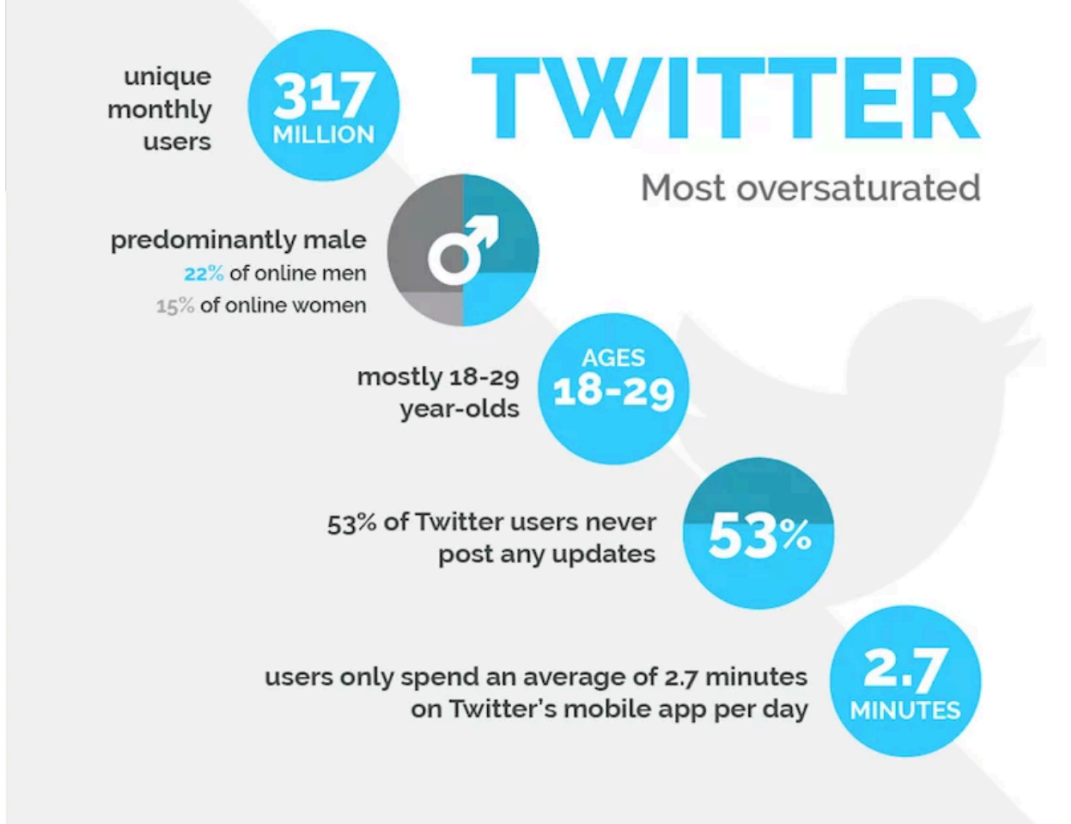 TWITTER
Most oversaturated
unique
monthly
users
317
MILLION
predominantly male
22% of online men
15% of online women
mostly 18-29
year-olds
AGES
18-29
53% of Twitter users never
post any updates
53%
users only spend an average of 2.7 minutes
on Twitter's mobile app per day
2.7
MINUTES